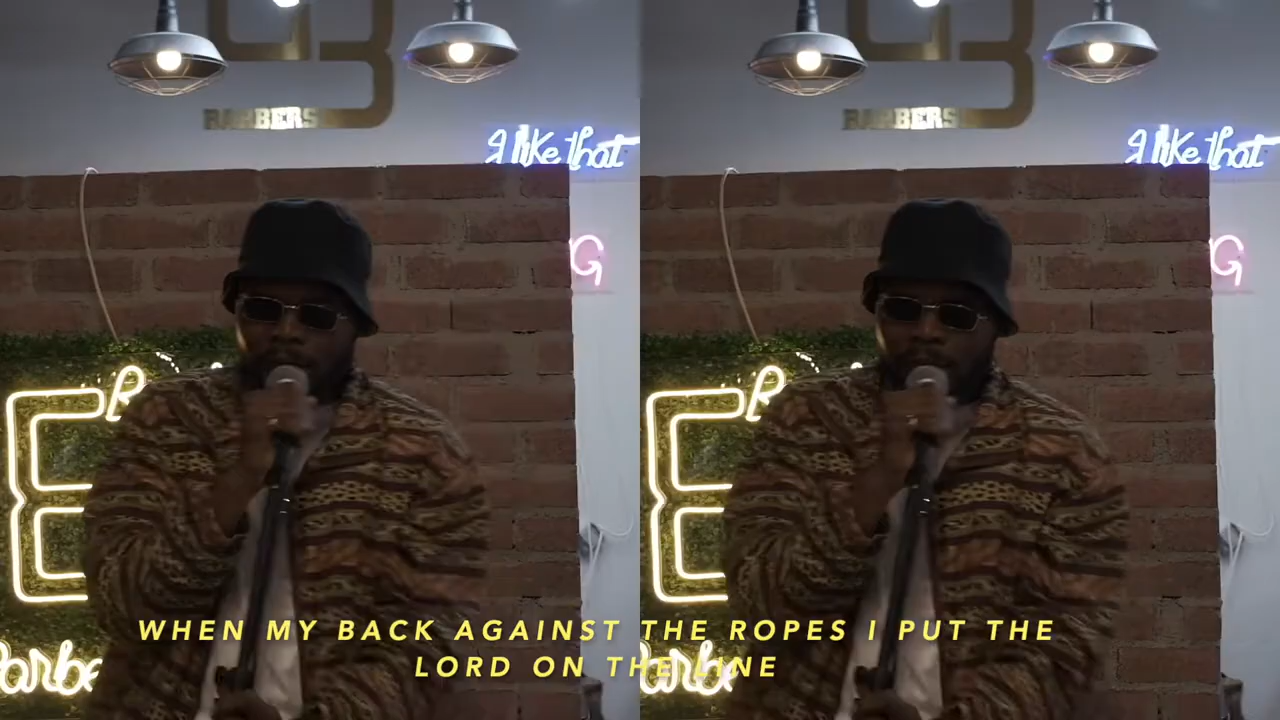 BARBERS
BARBERS
I like that
I like that
G
G
WHEN MY BACK AGAINST THE ROPES I PUT THE
LORD ON THE LINE